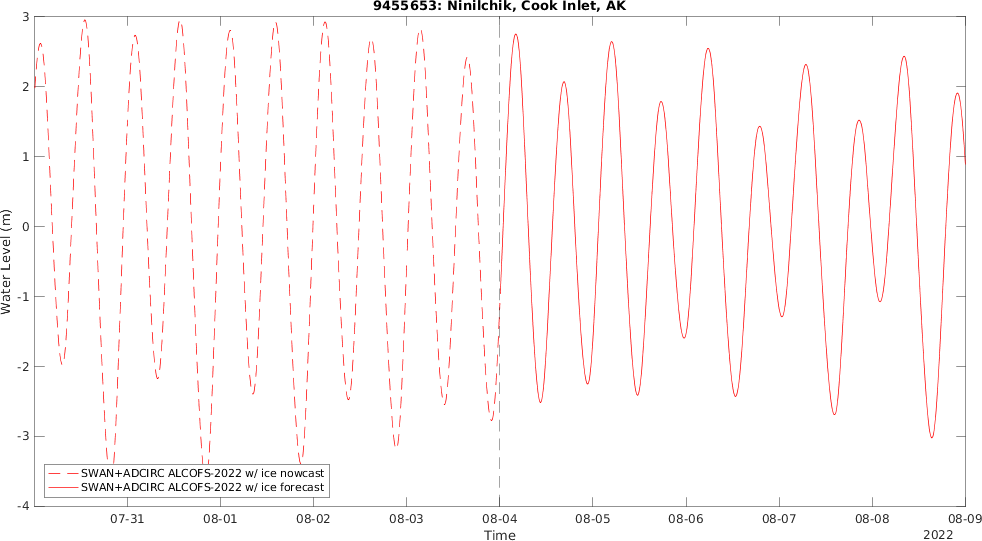 9455653: Ninilchik, Cook Inlet, AK
3
2
1
0
-1
-2
-3
-4
Water Level (m)
SWAN+ADCIRC ALCOFS-2022 w/ ice nowcast
SWAN+ADCIRC ALCOFS-2022 w/ ice forecast
07-31 08-01 08-02 08-03 08-04 08-05 08-06 08-07 08-08 08-09
Time
2022